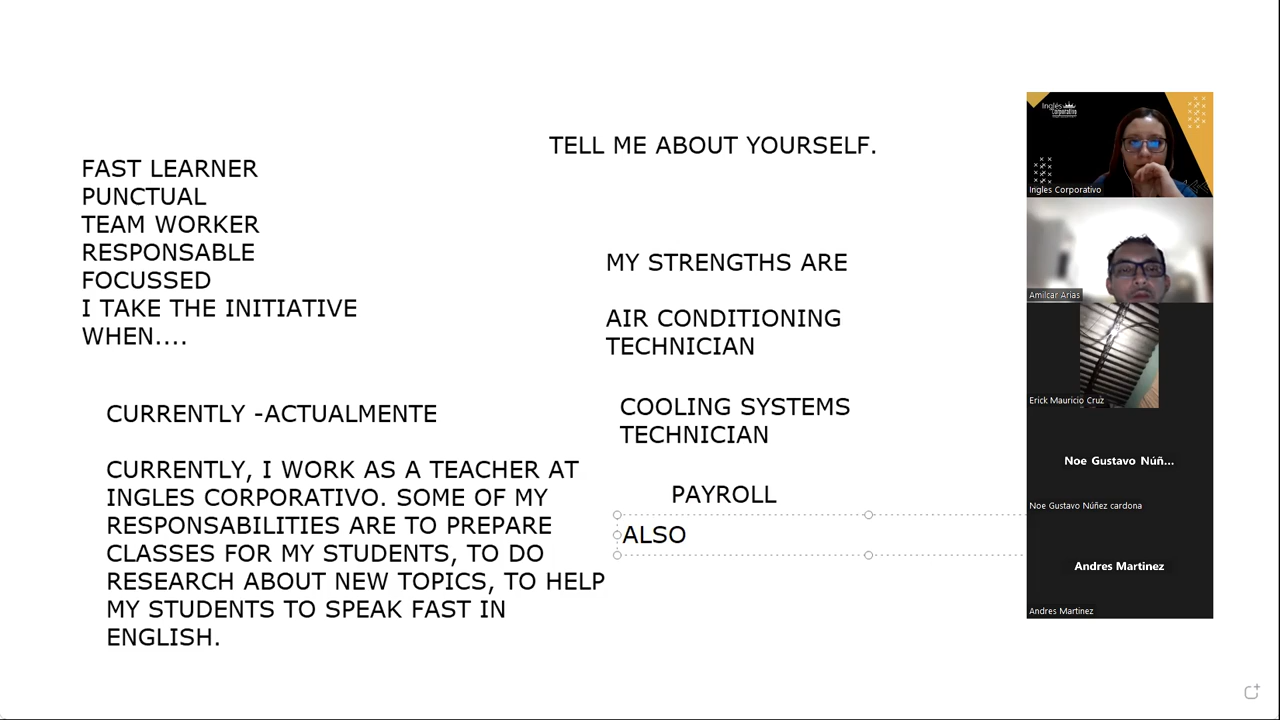 TELL ME ABOUT YOURSELF.
FAST LEARNER
PUNCTUAL
TEAM WORKER
RESPONSABLE
FOCUSSED
I TAKE THE INITIATIVE
WHEN....
CURRENTLY -ACTUALMENTE
CURRENTLY, I WORK AS A TEACHER AT
INGLES CORPORATIVO. SOME OF MY
RESPONSABILITIES ARE TO PREPARE
CLASSES FOR MY STUDENTS, TO DO
RESEARCH ABOUT NEW TOPICS, TO HELP
MY STUDENTS TO SPEAK FAST IN
ENGLISH.
MY STRENGTHS ARE
AIR CONDITIONING
TECHNICIAN
COOLING SYSTEMS
TECHNICIAN
PAYROLL
ALSO
Inglés
Corporativo
Ingles Corporativo
Amilcar Arias
Erick Mauricio Cruz
Noe Gustavo Núñ...
Noe Gustavo Núñez cardona
Andres Martinez
Andres Martinez